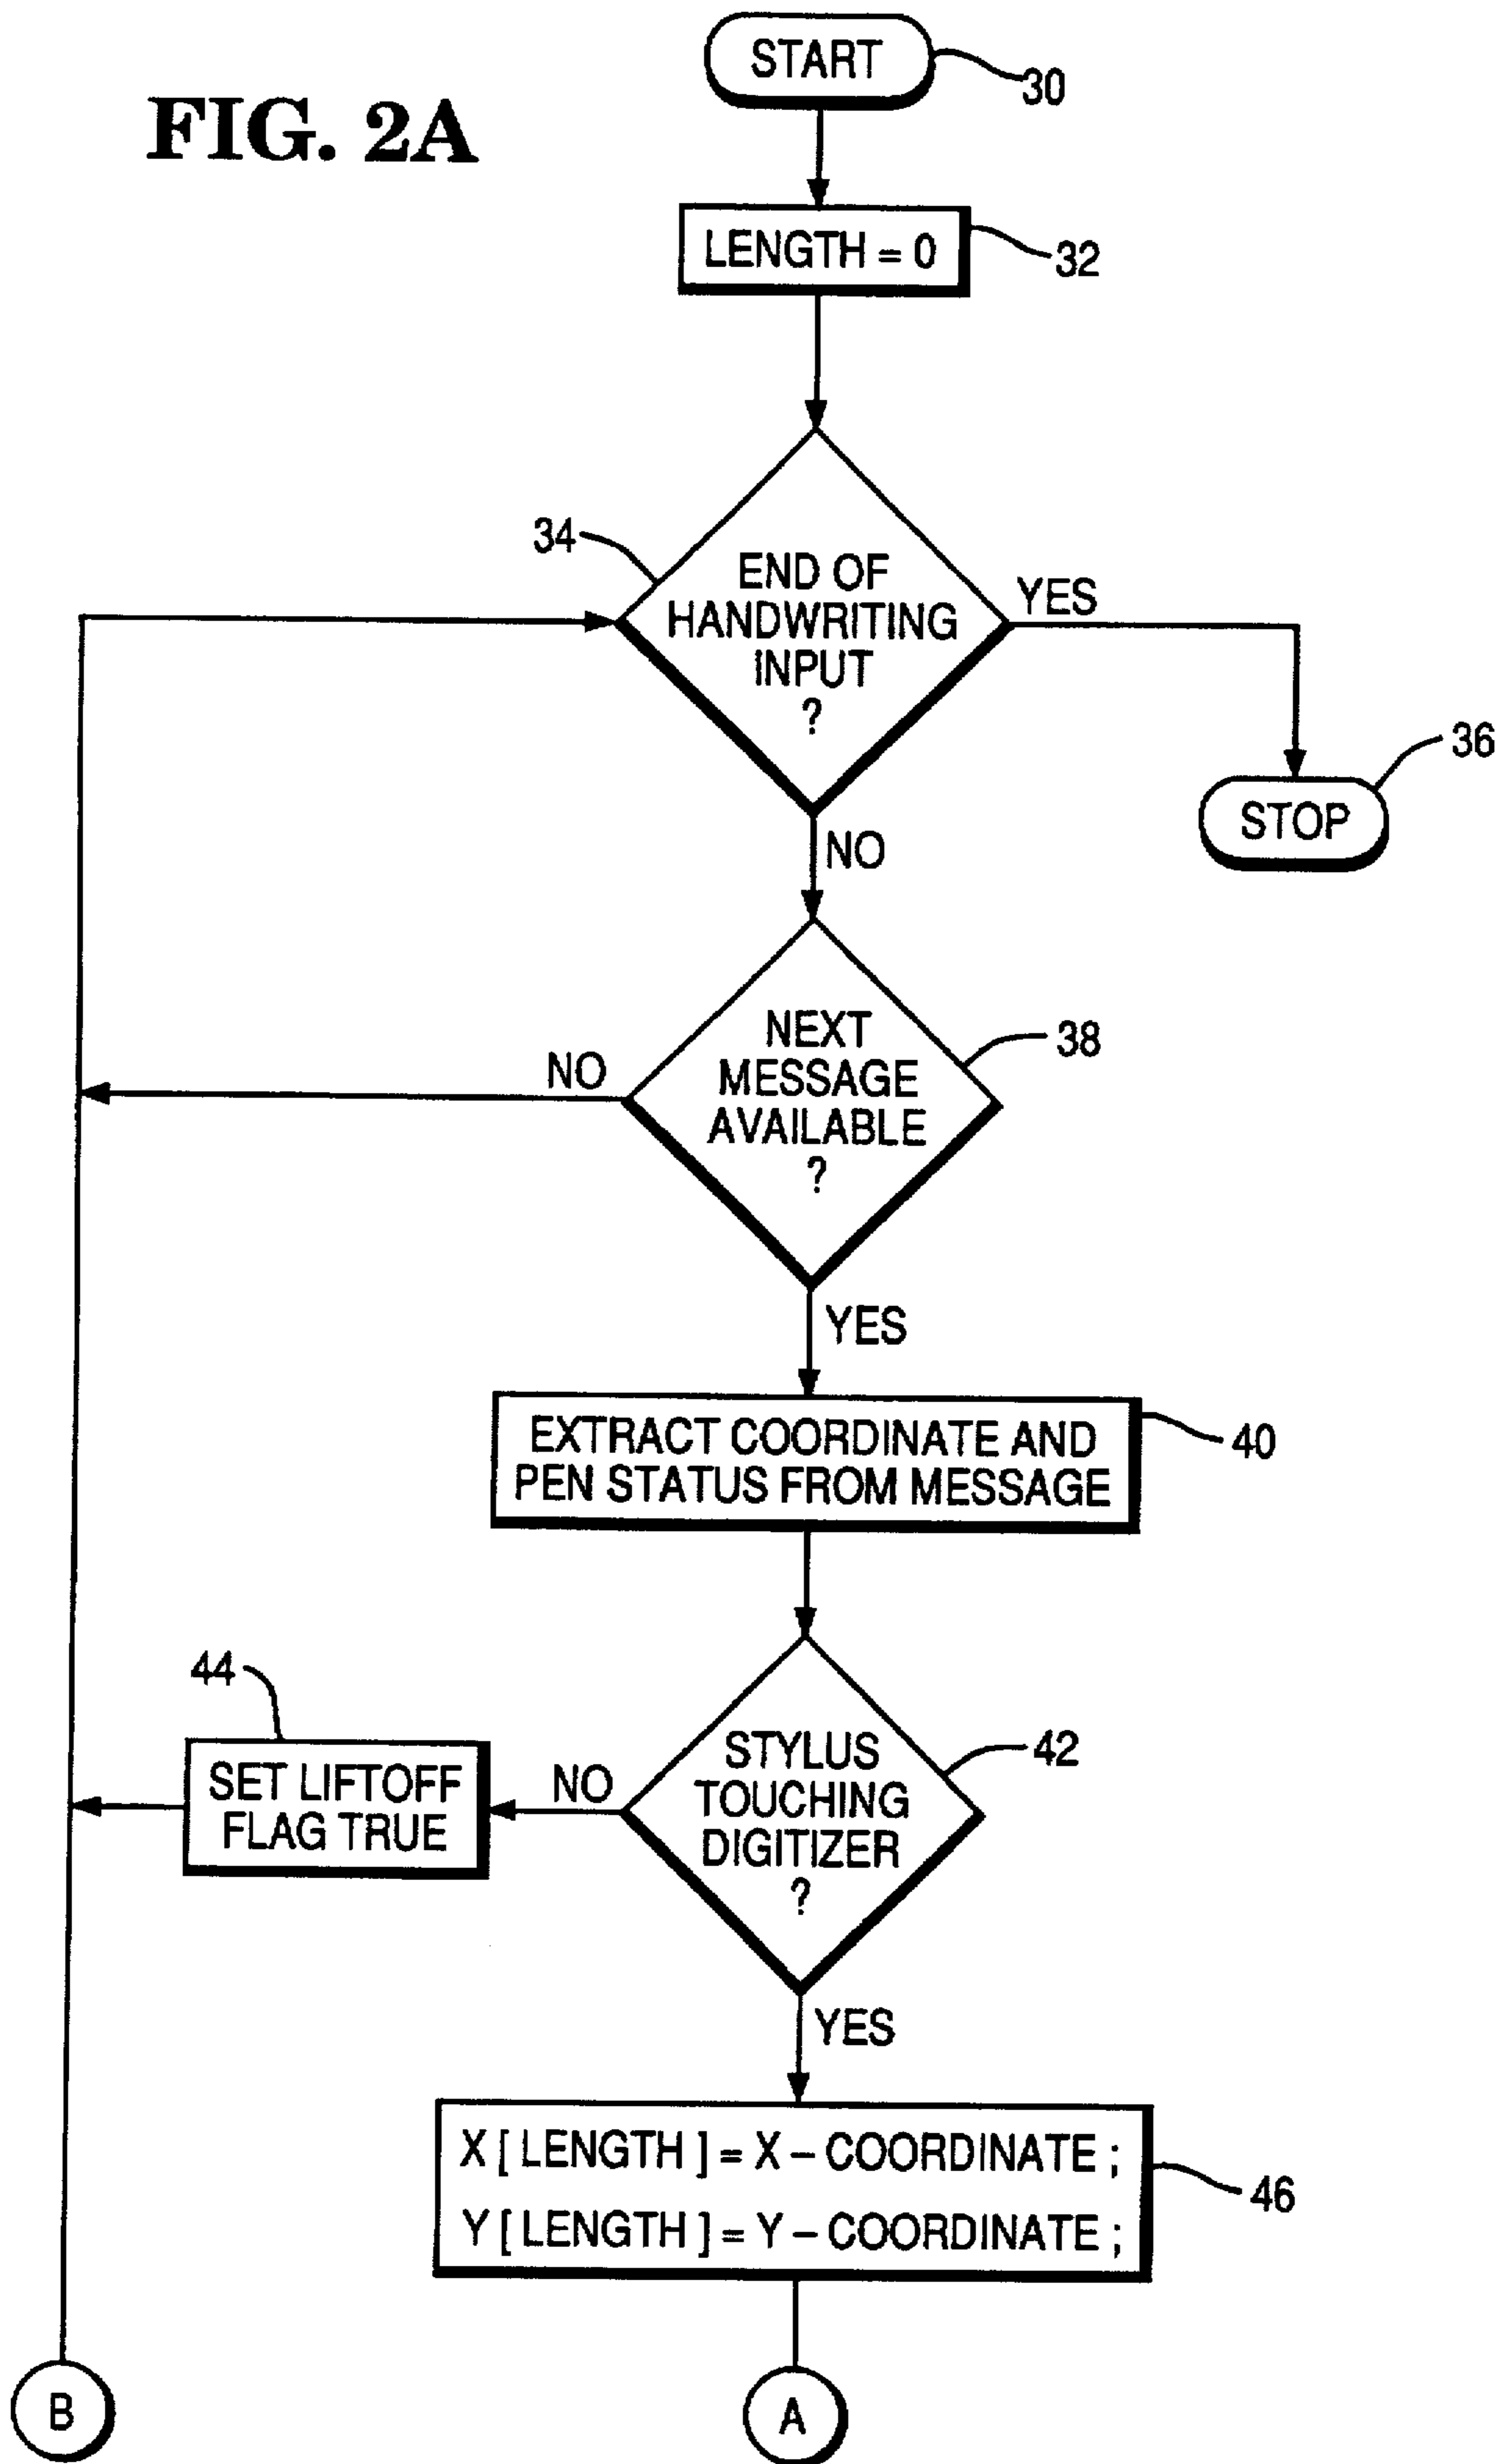 FIG. 2A
START
30
LENGTH = 0
32
34
END OF
HANDWRITING
INPUT
?
YES
36
STOP
NO
NEXT
MESSAGE
AVAILABLE
?
38
NO
YES
EXTRACT COORDINATE AND
PEN STATUS FROM MESSAGE
40
44
SET LIFTOFF
FLAG TRUE
NO
STYLUS
TOUCHING
DIGITIZER
?
42
YES
X [ LENGTH ] = X – COORDINATE ;
Y [ LENGTH ] = Y – COORDINATE ;
46
B
A